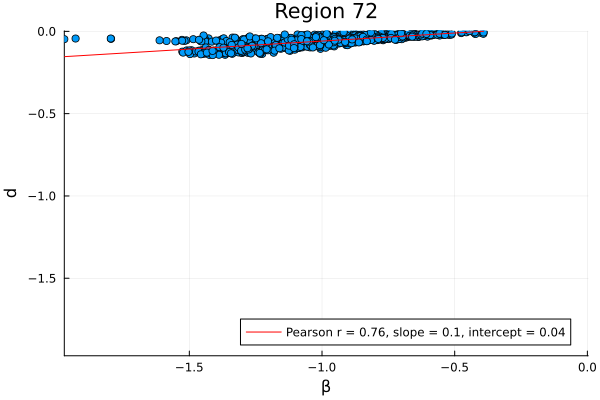 Region 72
0.0
−0.5
−1.0
−1.5
d
Pearson r = 0.76, slope = 0.1, intercept = 0.04
−1.5
−1.0
−0.5
0.0
β